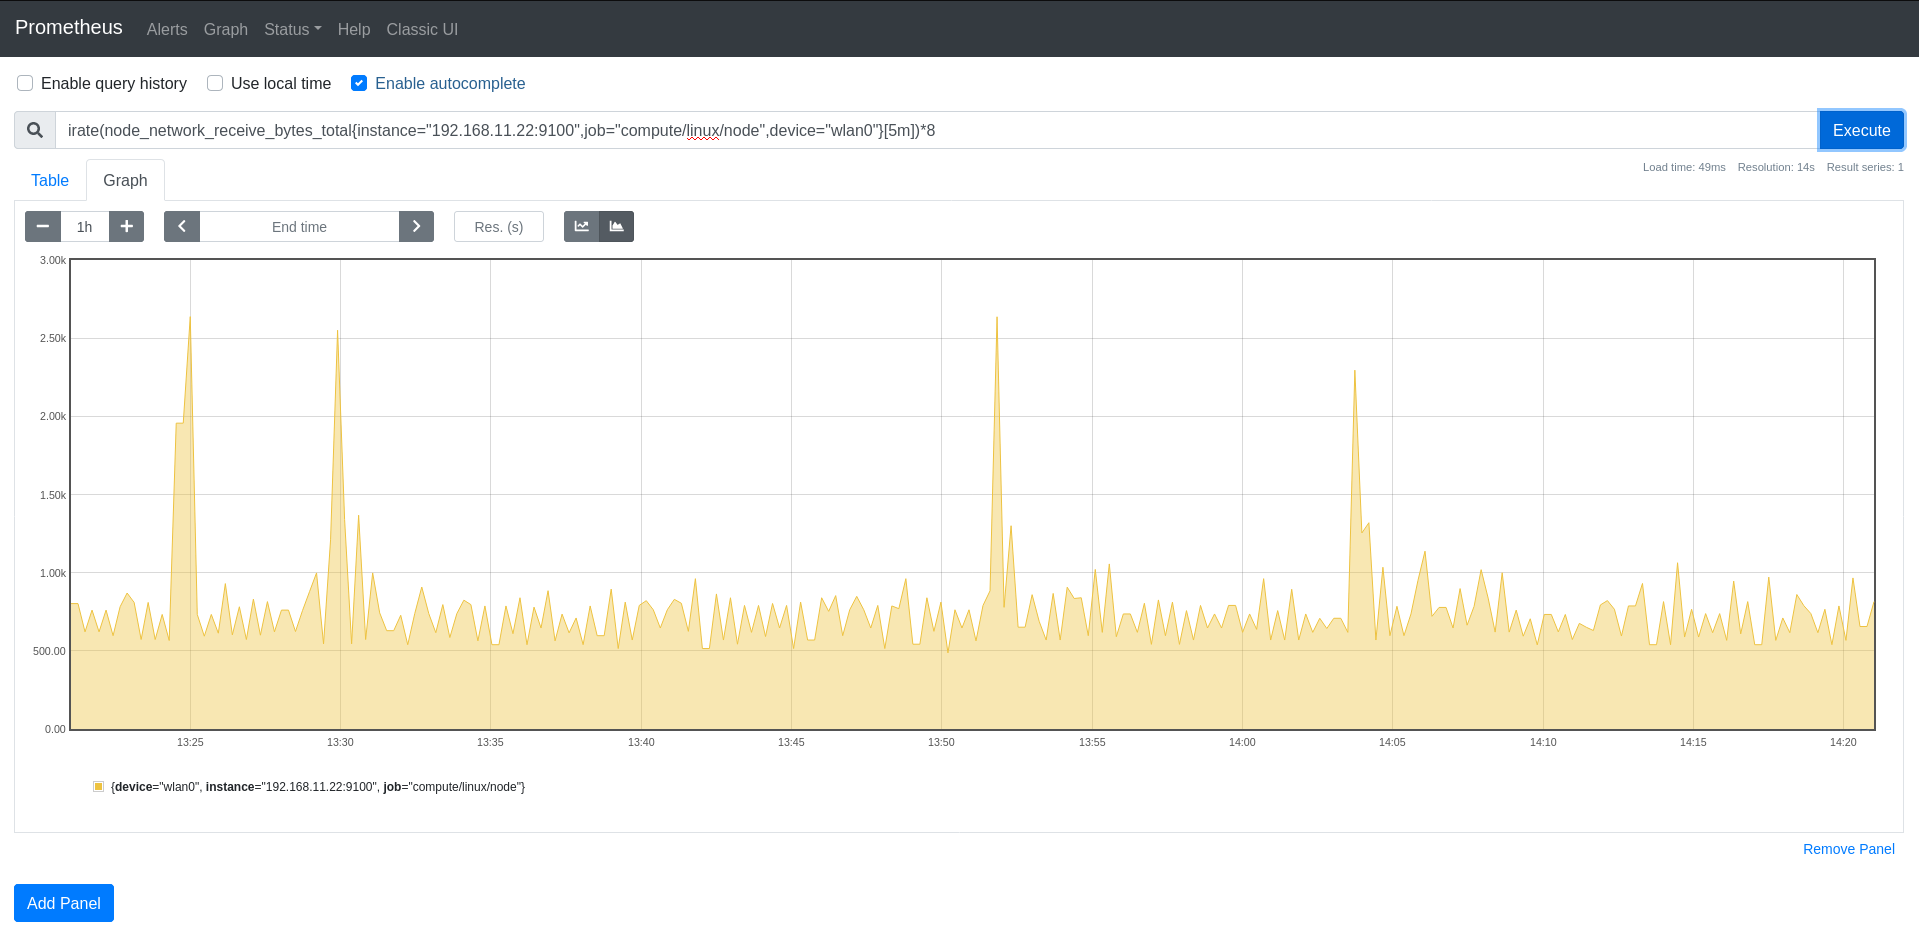 Prometheus Alerts Graph Status Help Classic UI
Enable query history Use local time Enable autocomplete
irate(node_network_receive_bytes_total{instance="192.168.11.22:9100",job="compute/linux/node",device="wlan0"}[5m])*8 Execute
Load time: 49ms Resolution: 14s Result series: 1
Table Graph
1h End time Res. (s)
3.00k
2.50k
2.00k
1.50k
1.00k
500.00
0.00
13:25 13:30 13:35 13:40 13:45 13:50 13:55 14:00 14:05 14:10 14:15 14:20
{device="wlan0", instance="192.168.11.22:9100", job="compute/linux/node"}
Remove Panel
Add Panel